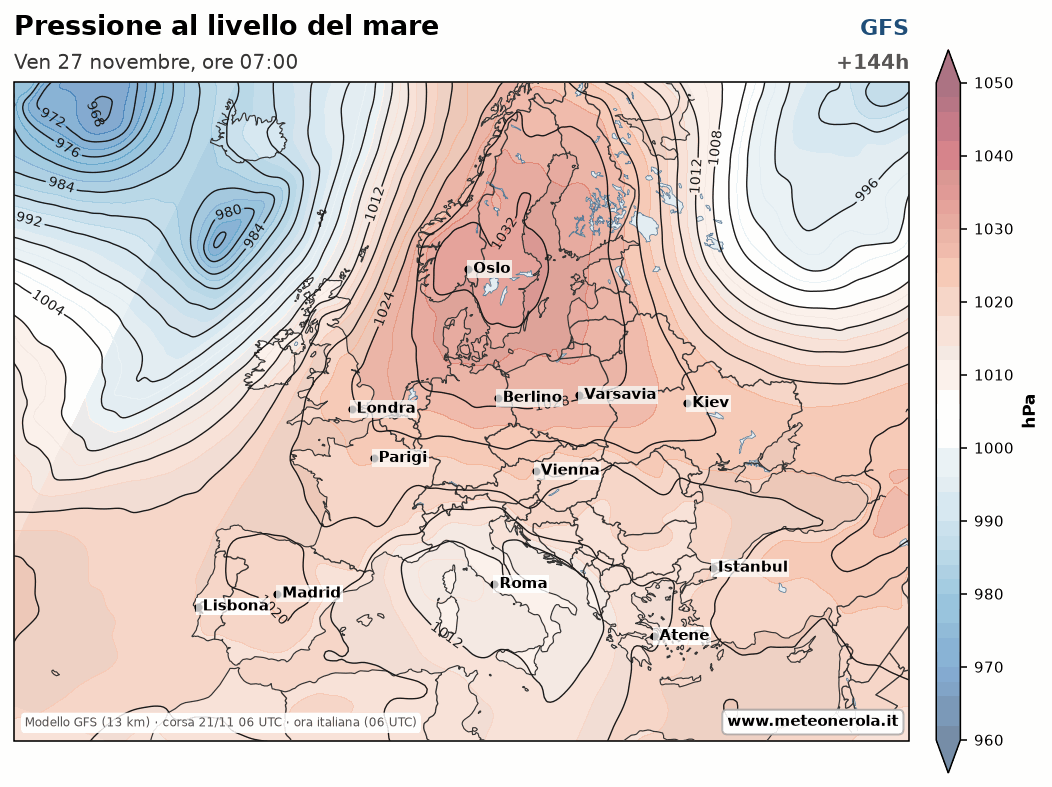 Pressione al livello del mare
GFS
Ven 27 novembre, ore 07:00
+144h
968
972
976
984
992
980
984
1004
1012
1024
1032
1012
1008
996
Oslo
Berlino
Varsavia
Kiev
Londra
Parigi
Vienna
Istanbul
Roma
Madrid
Lisbona
20
1012
Atene
Modello GFS (13 km) · corsa 21/11 06 UTC · ora italiana (06 UTC)
www.meteonerola.it
1050
1040
1030
1020
1010
1000
990
980
970
960
hPa